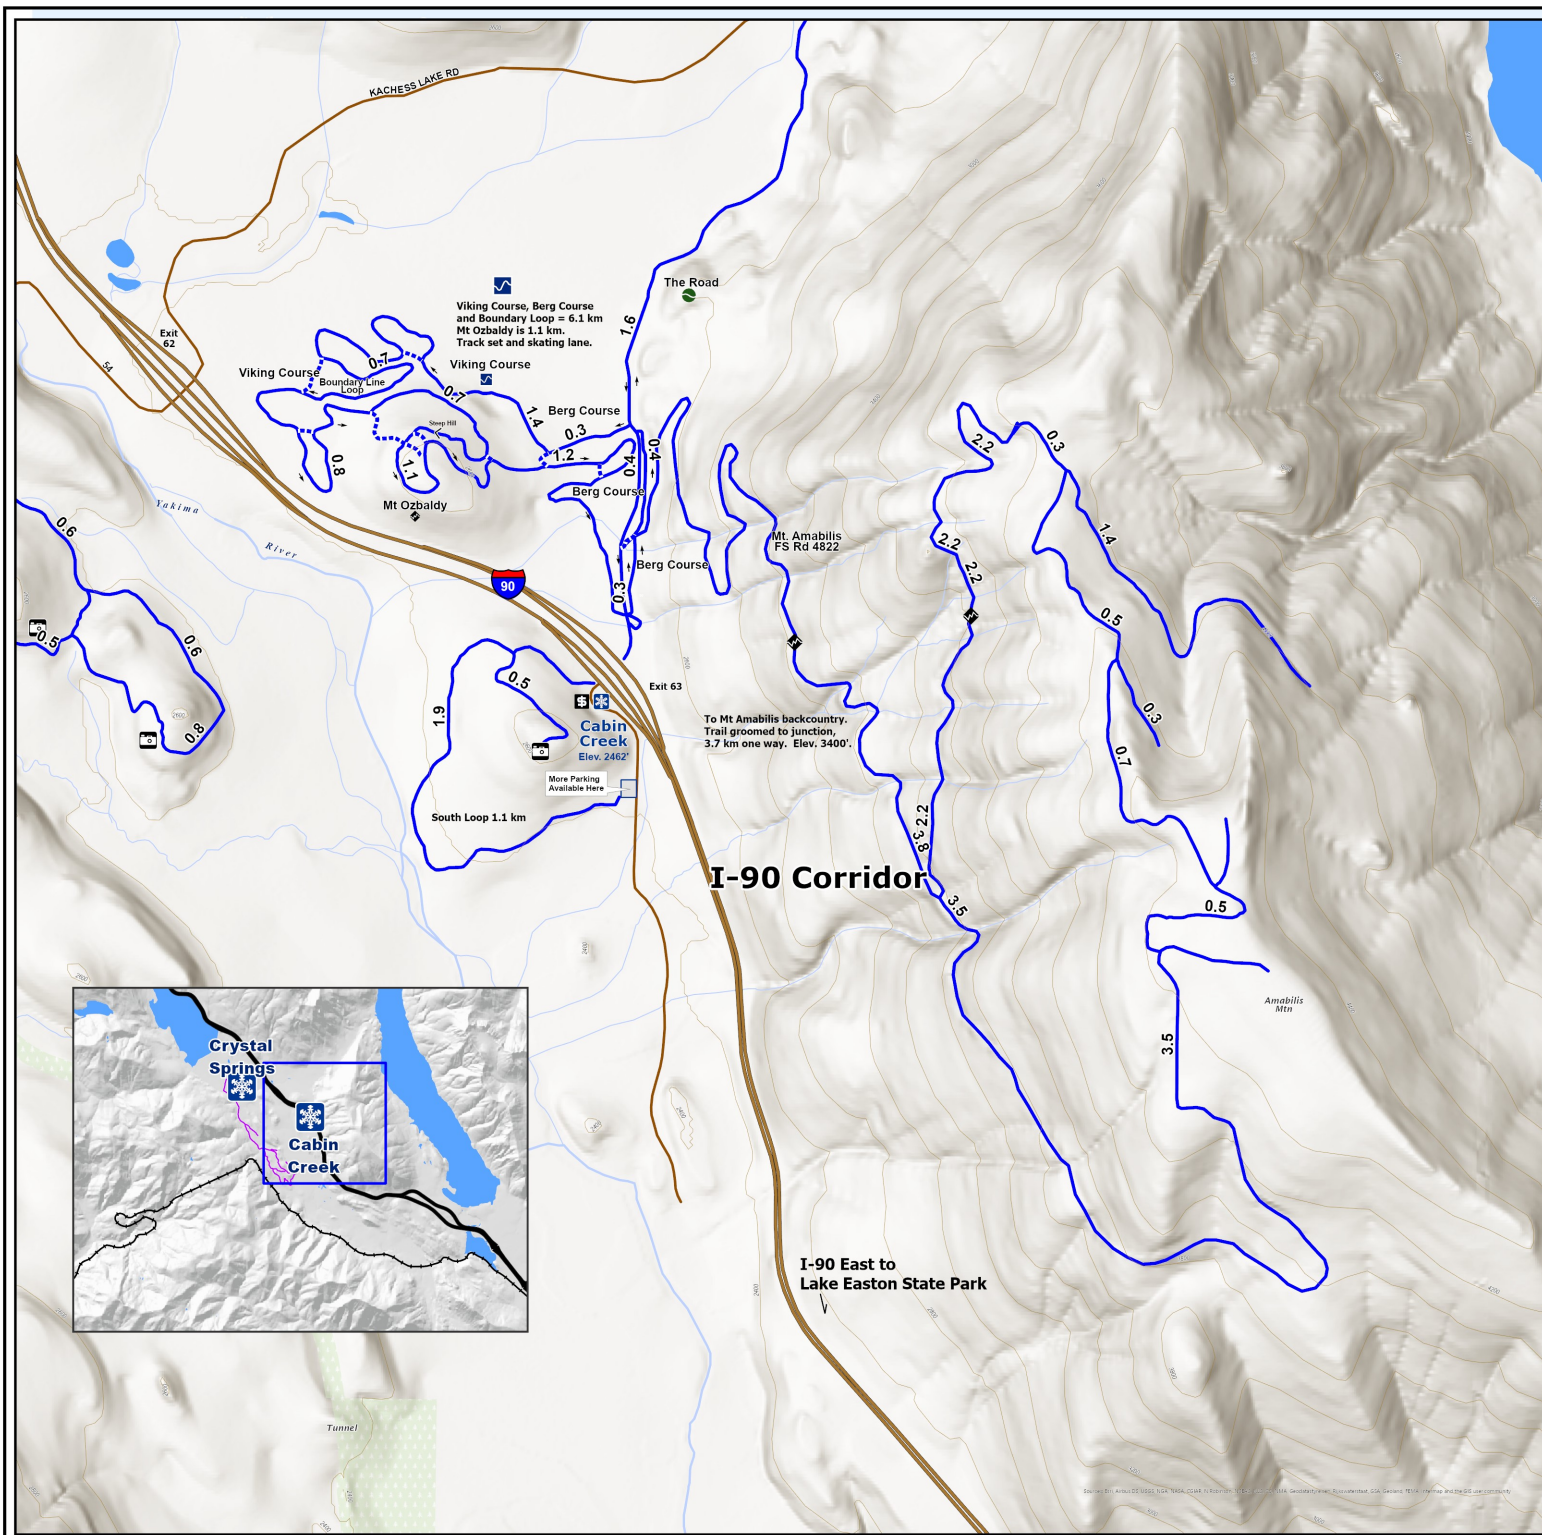 KACHESS LAKE RD
Exit
62
54
The Road
1.6
Viking Course, Berg Course
and Boundary Loop = 6.1 km
Mt Ozbaldy is 1.1 km.
Track set and skating lane.
Viking Course
Viking Course
Boundary Line
Loop
0.7
0.7
1.4
Berg Course
0.3
1.2
0.4
0.4
Steep Hill
0.8
1.1
Mt Ozbaldy
Berg Course
Berg Course
0.3
Yakima
River
90
0.6
0.5
0.6
0.8
2600
Mt. Amabilis
FS Rd 4822
2.2
0.3
1.4
2.2
2.2
0.5
0.3
0.7
0.5
3.5
Exit 63
0.5
1.9
Cabin
Creek
Elev. 2462'
More Parking
Available Here
South Loop 1.1 km
To Mt Amabilis backcountry.
Trail groomed to junction,
3.7 km one way. Elev. 3400'.
2.2
3.8
3.5
I-90 Corridor
Amabilis
Mtn
2400
2400
2400
Crystal
Springs
Cabin
Creek
I-90 East to
Lake Easton State Park
Tunnel